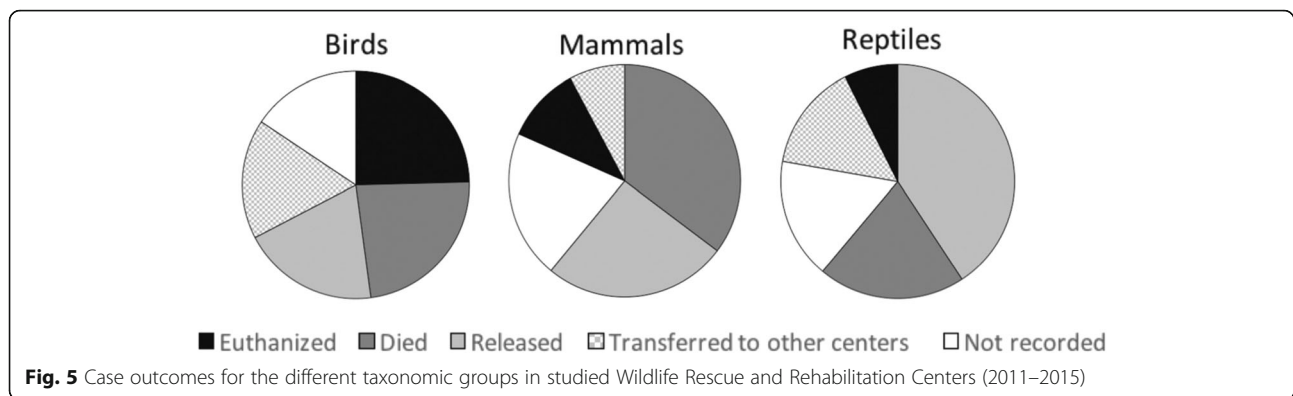 Birds
Mammals
Reptiles
Euthanized Died Released Transferred to other centers Not recorded
Fig. 5 Case outcomes for the different taxonomic groups in studied Wildlife Rescue and Rehabilitation Centers (2011–2015)